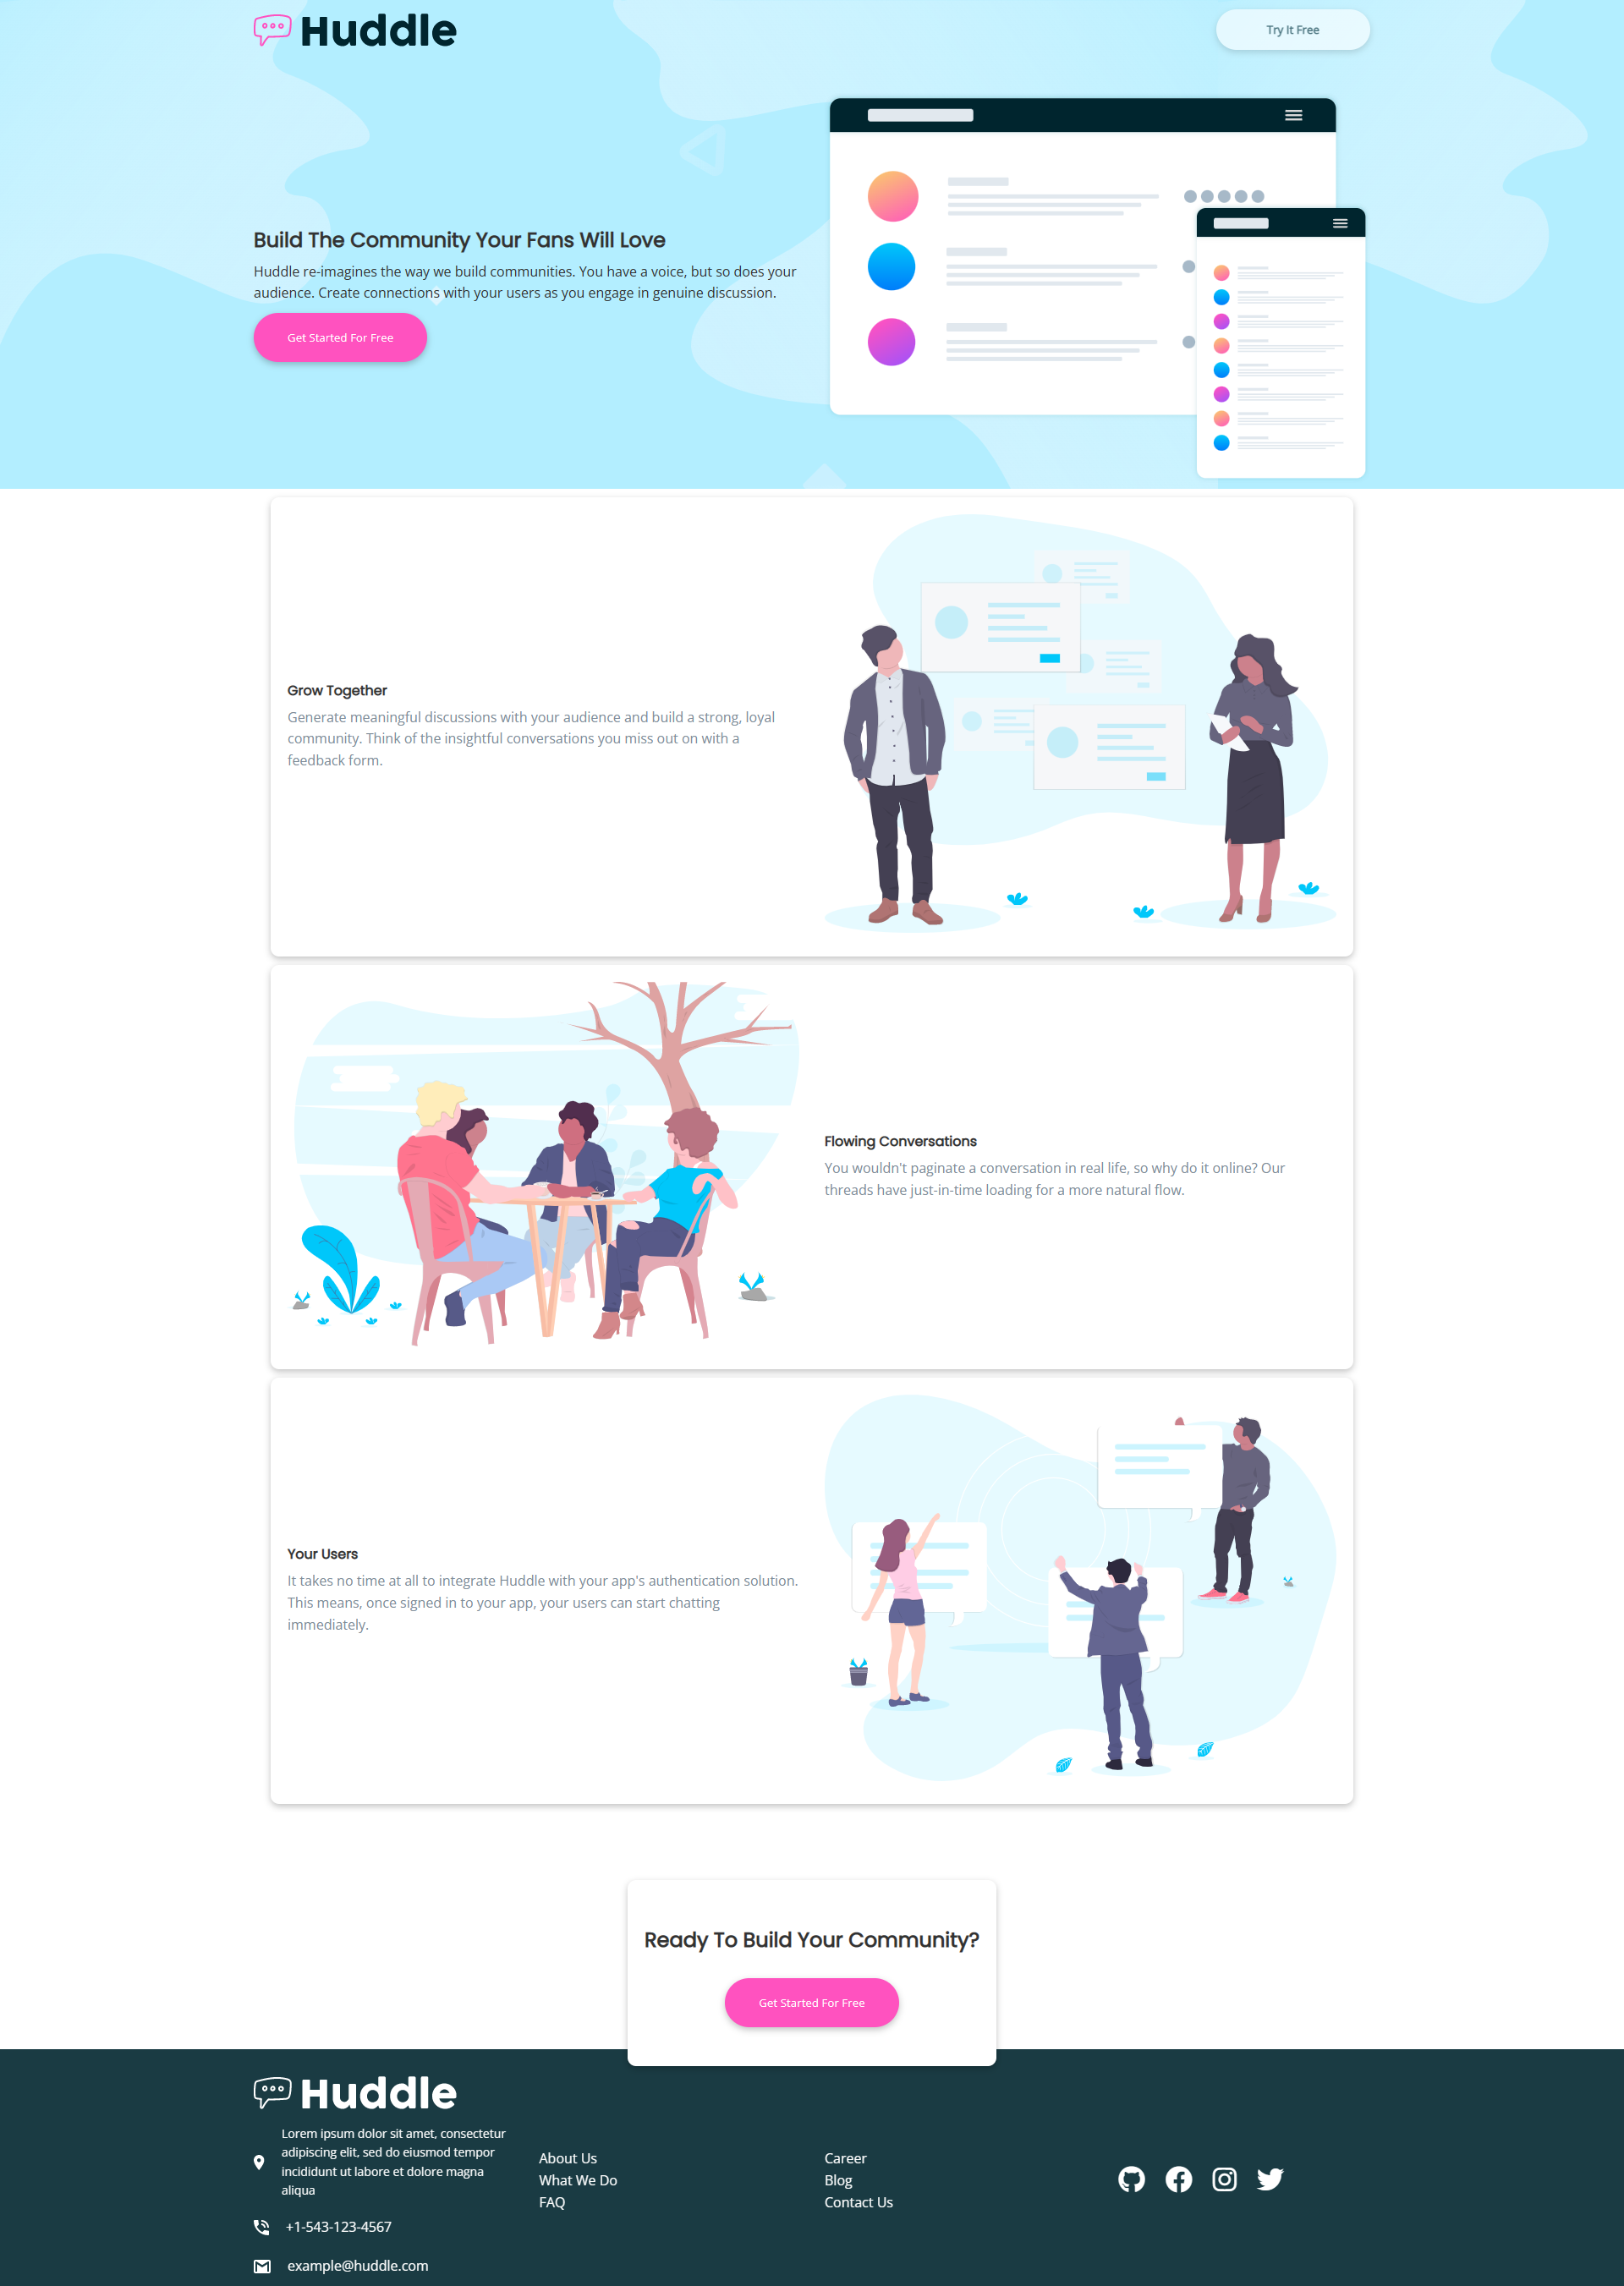 Huddle
Try It Free
Build The Community Your Fans Will Love
Huddle re-imagines the way we build communities. You have a voice, but so does your
audience. Create connections with your users as you engage in genuine discussion.
Get Started For Free
Grow Together
Generate meaningful discussions with your audience and build a strong, loyal
community. Think of the insightful conversations you miss out on with a
feedback form.
Flowing Conversations
You wouldn't paginate a conversation in real life, so why do it online? Our
threads have just-in-time loading for a more natural flow.
Your Users
It takes no time at all to integrate Huddle with your app's authentication solution.
This means, once signed in to your app, your users can start chatting
immediately.
Ready To Build Your Community?
Get Started For Free
Huddle
Lorem ipsum dolor sit amet, consectetur
adipiscing elit, sed do eiusmod tempor
incididunt ut labore et dolore magna
aliqua
+1-543-123-4567
example@huddle.com
About Us
What We Do
FAQ
Career
Blog
Contact Us